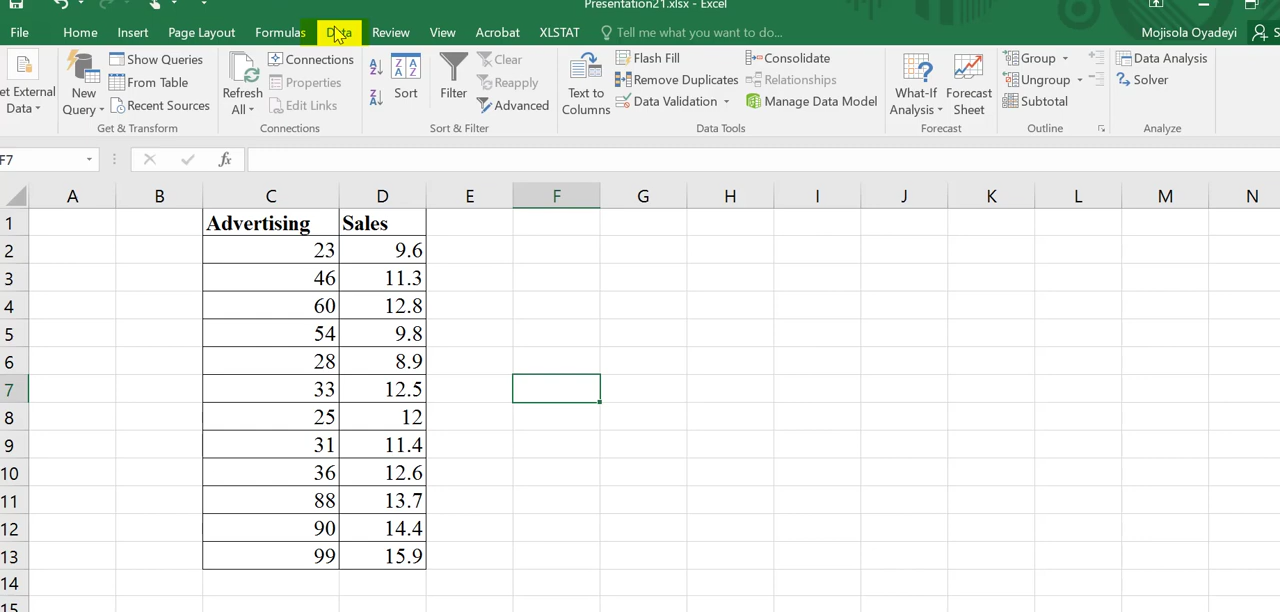 Presentation21.xlsx - Excel
File Home Insert Page Layout Formulas Data Review View Acrobat XLSTAT Tell me what you want to do... Mojisola Oyadeyi S
et External Data
New Query
Show Queries
From Table
Recent Sources
Get & Transform
Refresh All
Connections
Properties
Edit Links
Connections
Sort
Filter
Clear
Reapply
Advanced
Sort & Filter
Text to Columns
Flash Fill
Remove Duplicates
Data Validation
Consolidate
Relationships
Manage Data Model
Data Tools
What-If Analysis
Forecast Sheet
Forecast
Group
Ungroup
Subtotal
Outline
Data Analysis
Solver
Analyze
F7 fx
A B C D E F G H I J K L M N
1 Advertising Sales
2 23 9.6
3 46 11.3
4 60 12.8
5 54 9.8
6 28 8.9
7 33 12.5
8 25 12
9 31 11.4
10 36 12.6
11 88 13.7
12 90 14.4
13 99 15.9
14
15